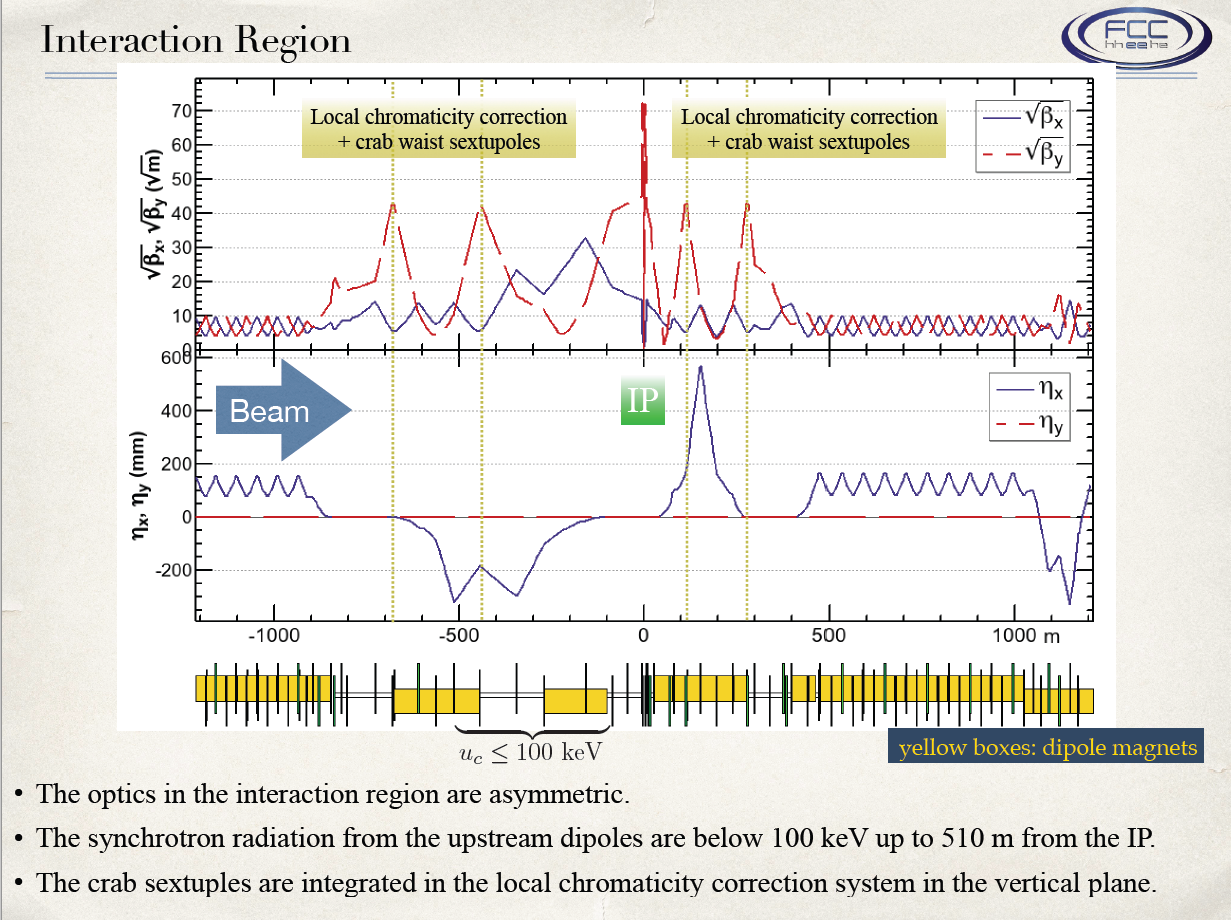 Interaction Region
FCC
hh ee he
Local chromaticity correction
+ crab waist sextupoles
Local chromaticity correction
+ crab waist sextupoles
√βx
√βy
√βx, √βy (√m)
70
60
50
40
30
20
10
0
Beam
IP
ηx
ηy
ηx, ηy (mm)
600
400
200
0
-200
-1000
-500
0
500
1000 m
uc ≤ 100 keV
yellow boxes: dipole magnets
• The optics in the interaction region are asymmetric.
• The synchrotron radiation from the upstream dipoles are below 100 keV up to 510 m from the IP.
• The crab sextuples are integrated in the local chromaticity correction system in the vertical plane.